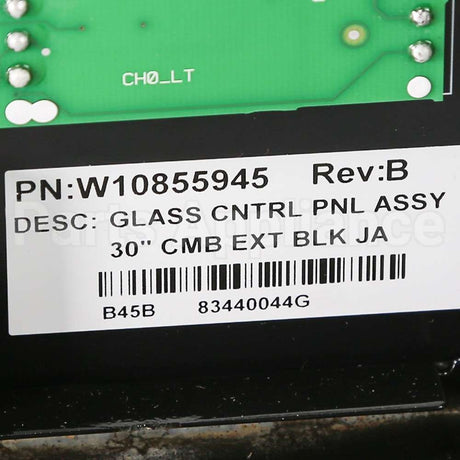 CH0_LT
PN:W10855945 Rev:B
DESC: GLASS CNTRL PNL ASSY
30" CMB EXT BLK JA
B45B 83440044G